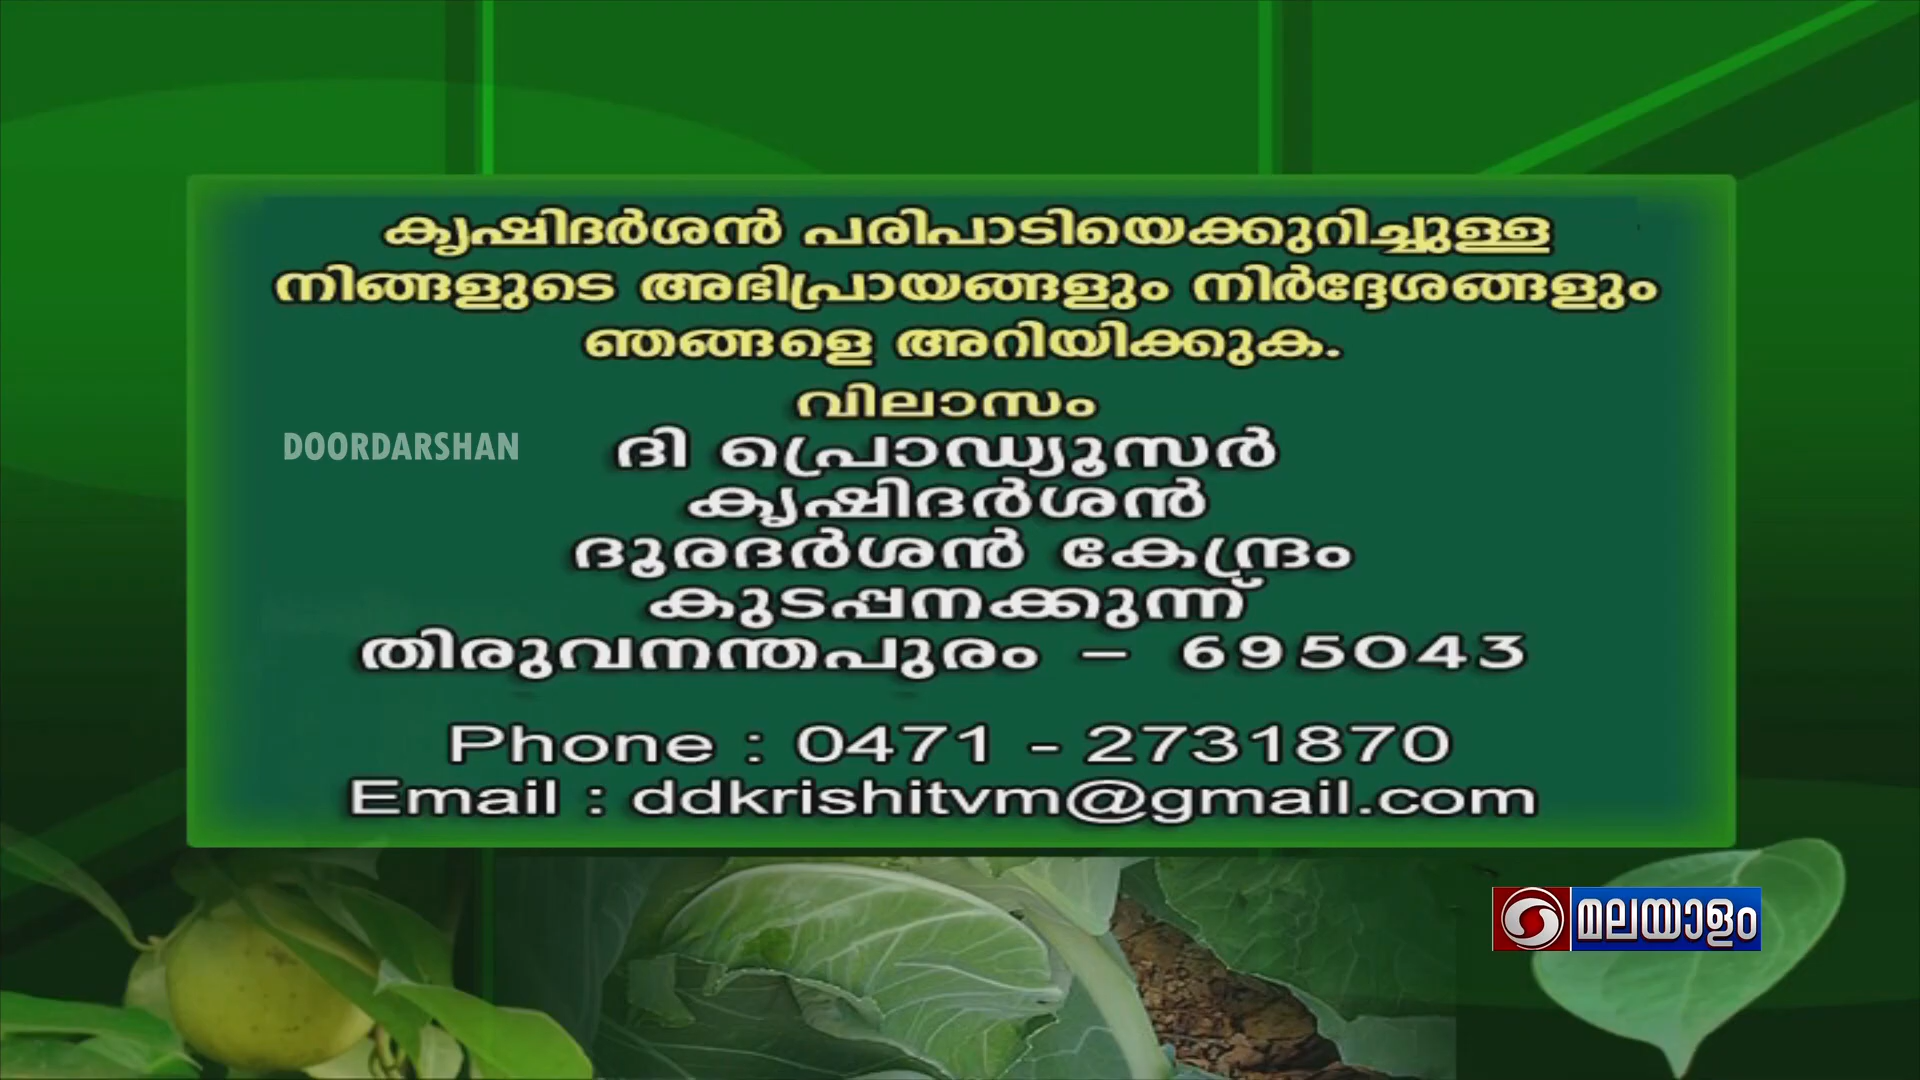 കൃഷിദർശൻ പരിപാടിയെക്കുറിച്ചുള്ള
നിങ്ങളുടെ അഭിപ്രായങ്ങളും നിർദ്ദേശങ്ങളും
ഞങ്ങളെ അറിയിക്കുക.
വിലാസം
DOORDARSHAN
ദി പ്രൊഡ്യൂസർ
കൃഷിദർശൻ
ദൂരദർശൻ കേന്ദ്രം
കുടപ്പനക്കുന്ന്
തിരുവനന്തപുരം – 695043
Phone : 0471 - 2731870
Email : ddkrishitvm@gmail.com
മലയാളം